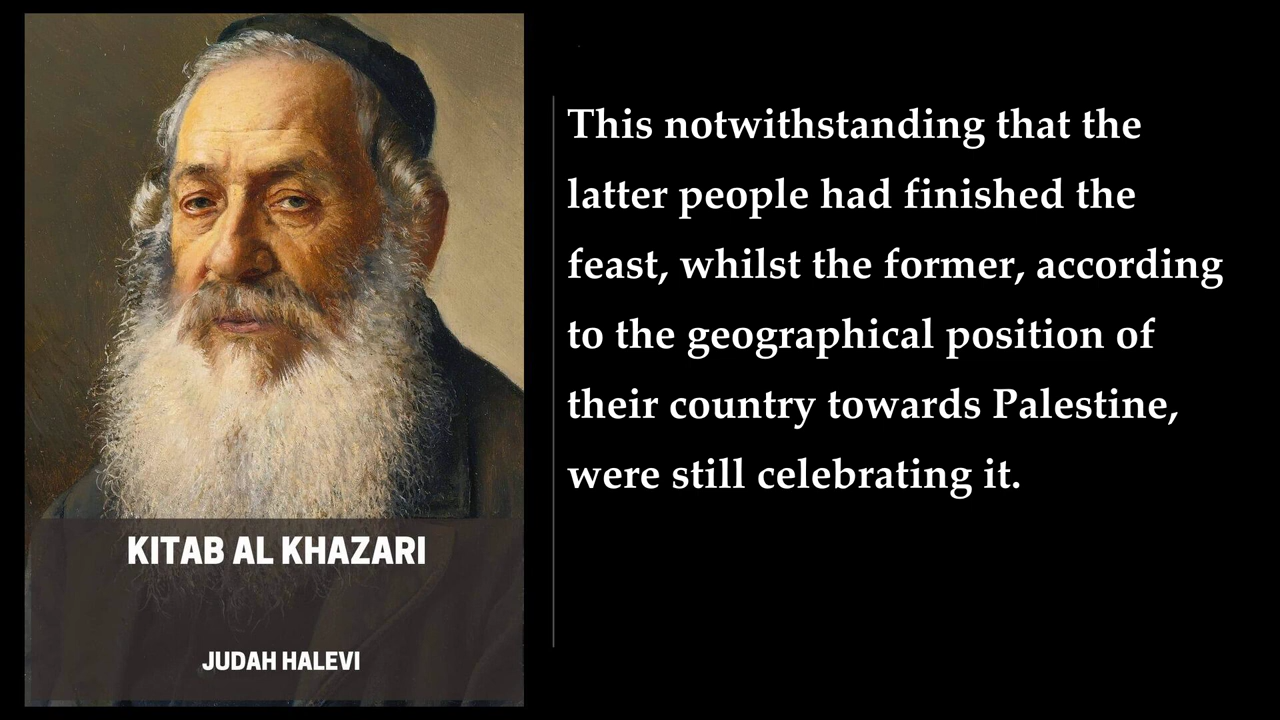 This notwithstanding that the
latter people had finished the
feast, whilst the former, according
to the geographical position of
their country towards Palestine,
were still celebrating it.
KITAB AL KHAZARI
JUDAH HALEVI